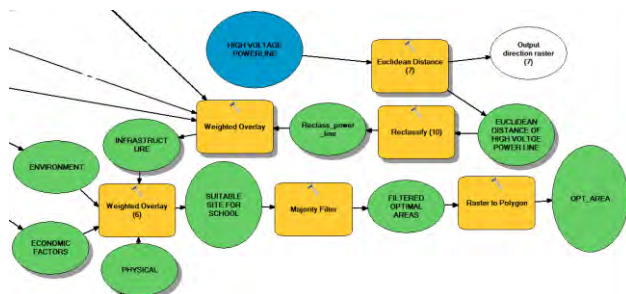 HIGH VOLTAGE
POWERLINE
Euclidean Distance
(7)
Output
direction raster
(7)
Weighted Overlay
Reclass_power
_line
Reclassify (10)
EUCLIDEAN
DISTANCE OF
HIGH VOLTGE
POWER LINE
INFRASTRUCT
URE
ENVIRONMENT
Weighted Overlay
(6)
SUITABLE
SITE FOR
SCHOOL
Majority Filter
FILTERED
OPTIMAL
AREAS
Raster to Polygon
OPT_AREA
ECONOMIC
FACTORS
PHYSICAL